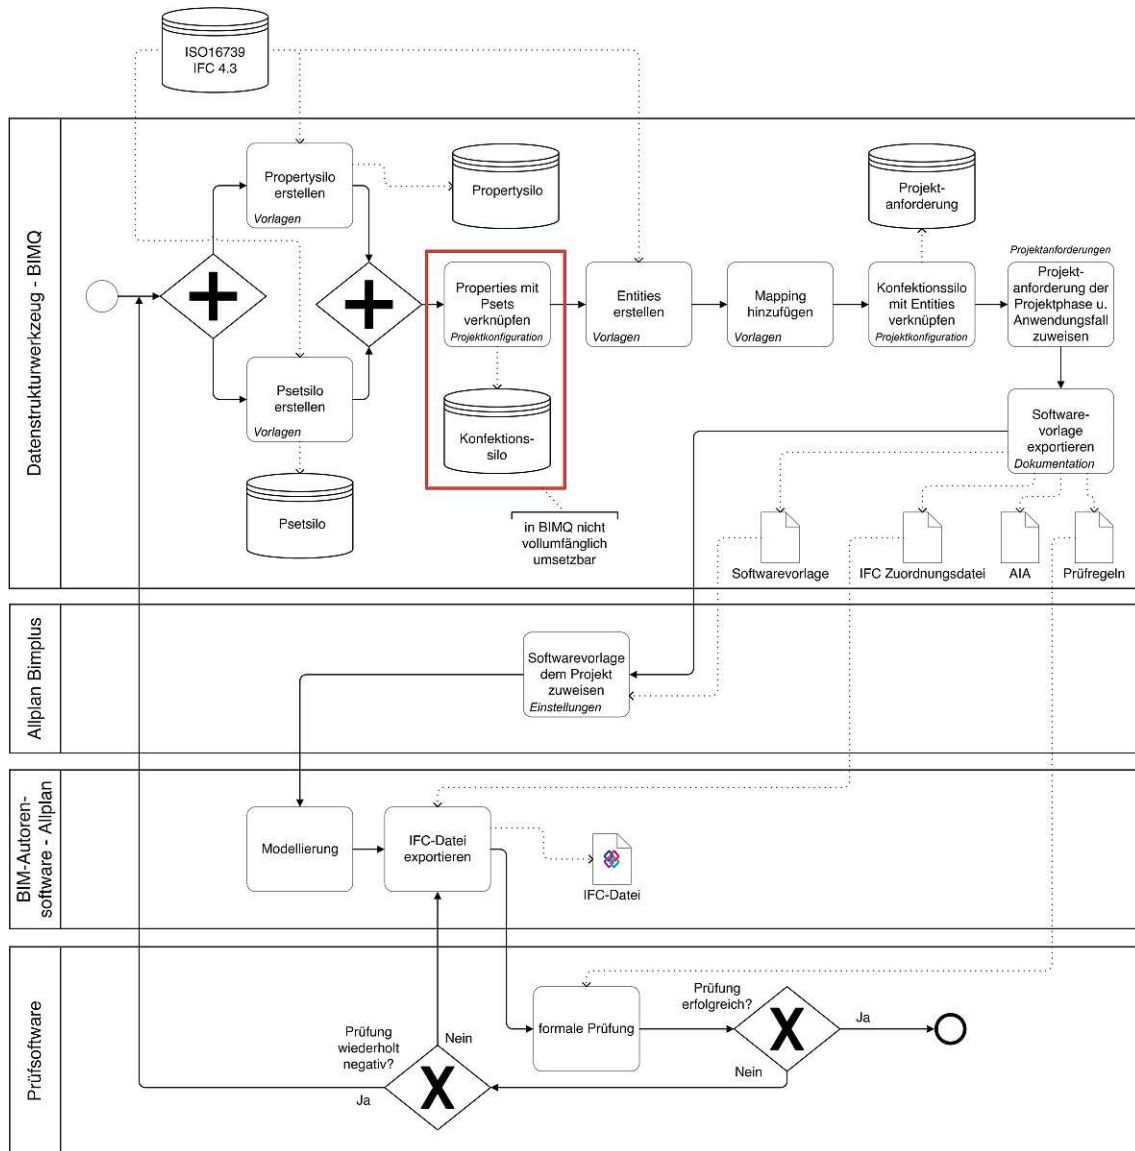 ISO16739
IFC 4.3
Datenstrukturwerkzeug - BIMQ
Propertysilo
erstellen
Vorlagen
Propertysilo
Projekt-
anforderung
Properties mit
Psets
verknüpfen
Projektkonfiguration
Entities
erstellen
Vorlagen
Mapping
hinzufügen
Vorlagen
Konfektionssilo
mit Entities
verknüpfen
Projektkonfiguration
Projektanforderungen
Projekt-
anforderung der
Projektphase u.
Anwendungsfall
zuweisen
Psetsilo
erstellen
Vorlagen
Konfektions-
silo
Software-
vorlage
exportieren
Dokumentation
Psetsilo
in BIMQ nicht
vollumfänglich
umsetzbar
Softwarevorlage
IFC Zuordnungsdatei
AIA
Prüfregeln
Allplan Bimplus
Softwarevorlage
dem Projekt
zuweisen
Einstellungen
BIM-Autoren-
software - Allplan
Modellierung
IFC-Datei
exportieren
IFC-Datei
Prüfsoftware
Prüfung
wiederholt
negativ?
Nein
Ja
formale Prüfung
Prüfung
erfolgreich?
Ja
Nein